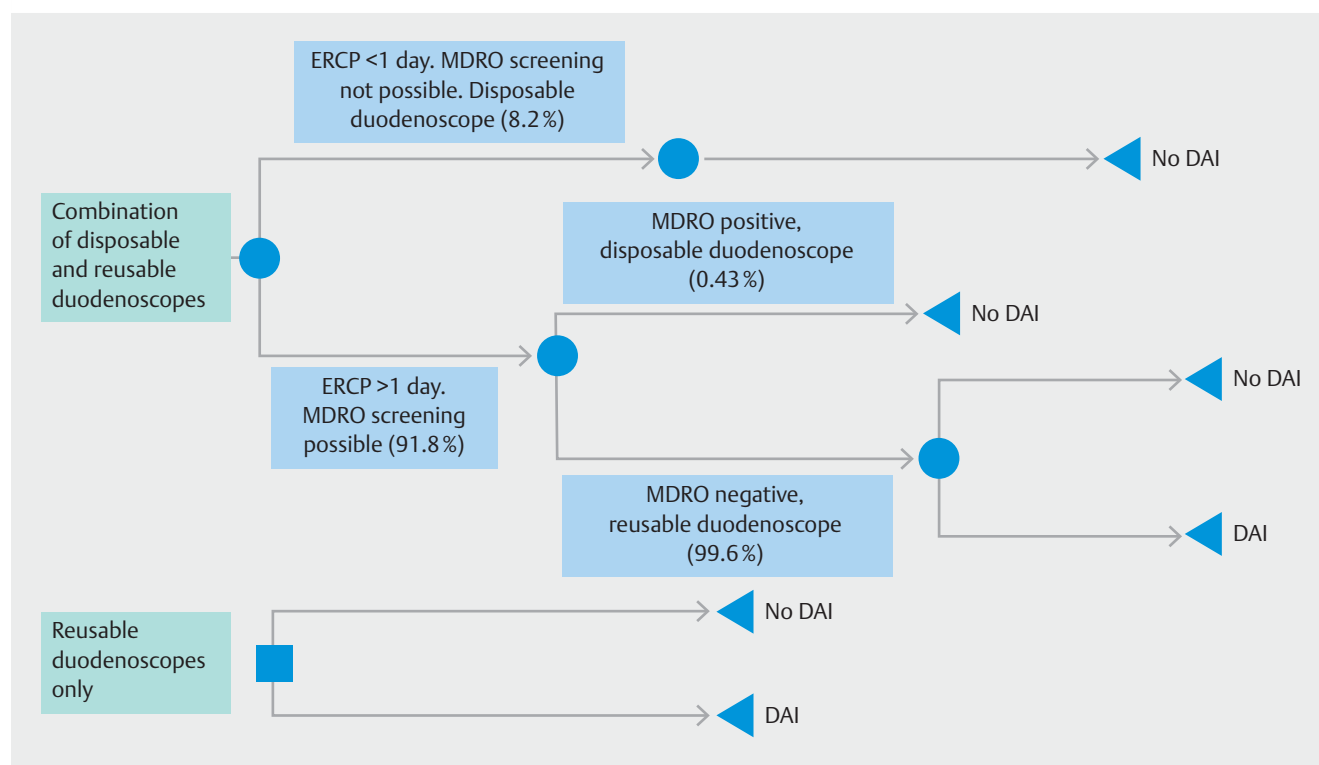 ERCP <1 day. MDRO screening
not possible. Disposable
duodenoscope (8.2 %)
No DAI
Combination
of disposable
and reusable
duodenoscopes
MDRO positive,
disposable duodenoscope
(0.43 %)
No DAI
ERCP >1 day.
MDRO screening
possible (91.8 %)
No DAI
MDRO negative,
reusable duodenoscope
(99.6 %)
DAI
Reusable
duodenoscopes
only
No DAI
DAI